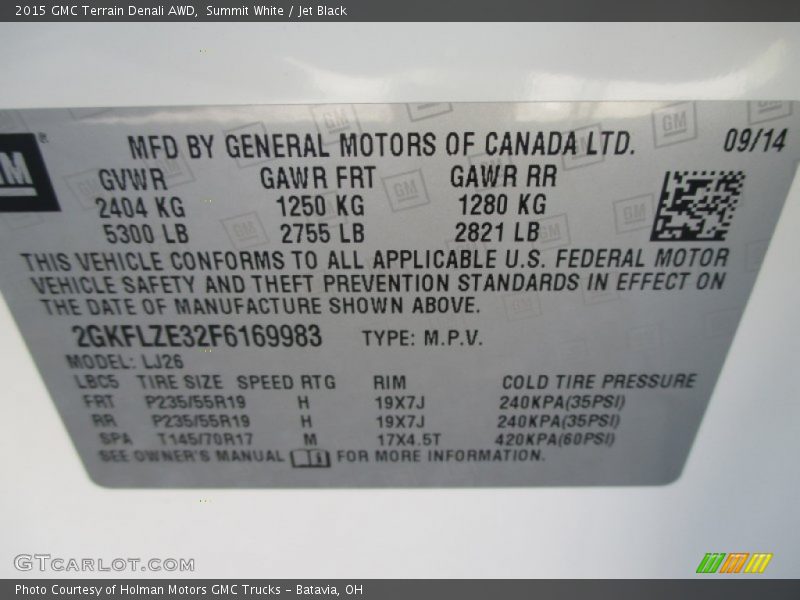 2015 GMC Terrain Denali AWD,  Summit White / Jet Black
GM ®
MFD BY GENERAL MOTORS OF CANADA LTD. 09/14
GVWR GAWR FRT GAWR RR
2404 KG 1250 KG 1280 KG
5300 LB 2755 LB 2821 LB
THIS VEHICLE CONFORMS TO ALL APPLICABLE U.S. FEDERAL MOTOR
VEHICLE SAFETY AND THEFT PREVENTION STANDARDS IN EFFECT ON
THE DATE OF MANUFACTURE SHOWN ABOVE.
2GKFLZE32F6169983 TYPE: M.P.V.
MODEL: LJ26
LBC5 TIRE SIZE SPEED RTG RIM COLD TIRE PRESSURE
FRT P235/55R19 H 19X7J 240KPA(35PSI)
RR P235/55R19 H 19X7J 240KPA(35PSI)
SPA T145/70R17 M 17X4.5T 420KPA(60PSI)
SEE OWNER'S MANUAL FOR MORE INFORMATION.
GTCARLOT.COM
Photo Courtesy of Holman Motors GMC Trucks - Batavia, OH